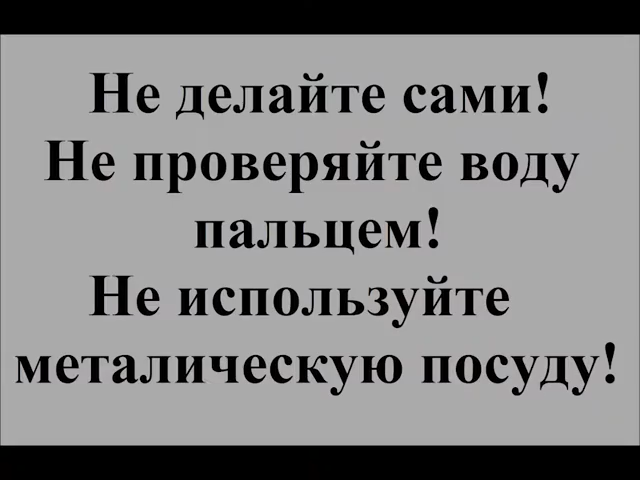 Не делайте сами!
Не проверяйте воду
пальцем!
Не используйте
металическую посуду!